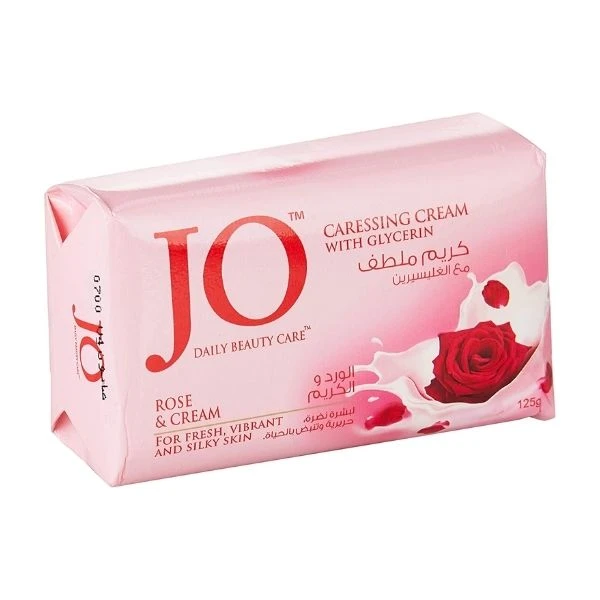 JO™
DAILY BEAUTY CARE™
CARESSING CREAM
WITH GLYCERIN
كريم ملطف
مع الغليسيرين
ROSE
& CREAM
FOR FRESH, VIBRANT
AND SILKY SKIN
الورد و
الكريم
لبشرة نضرة،
حريرية وتنبض بالحياة.
125g
JO